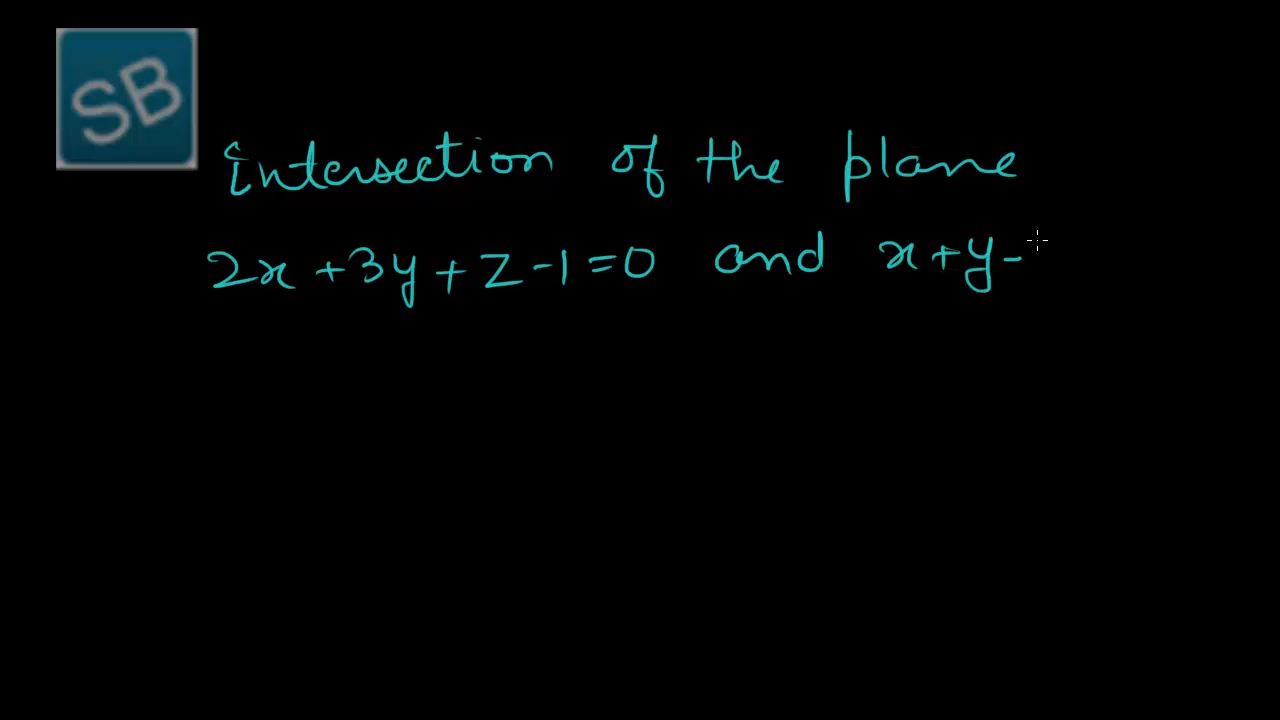 SB
Intersection of the plane
2x+3y+z-1=0 and x+y-